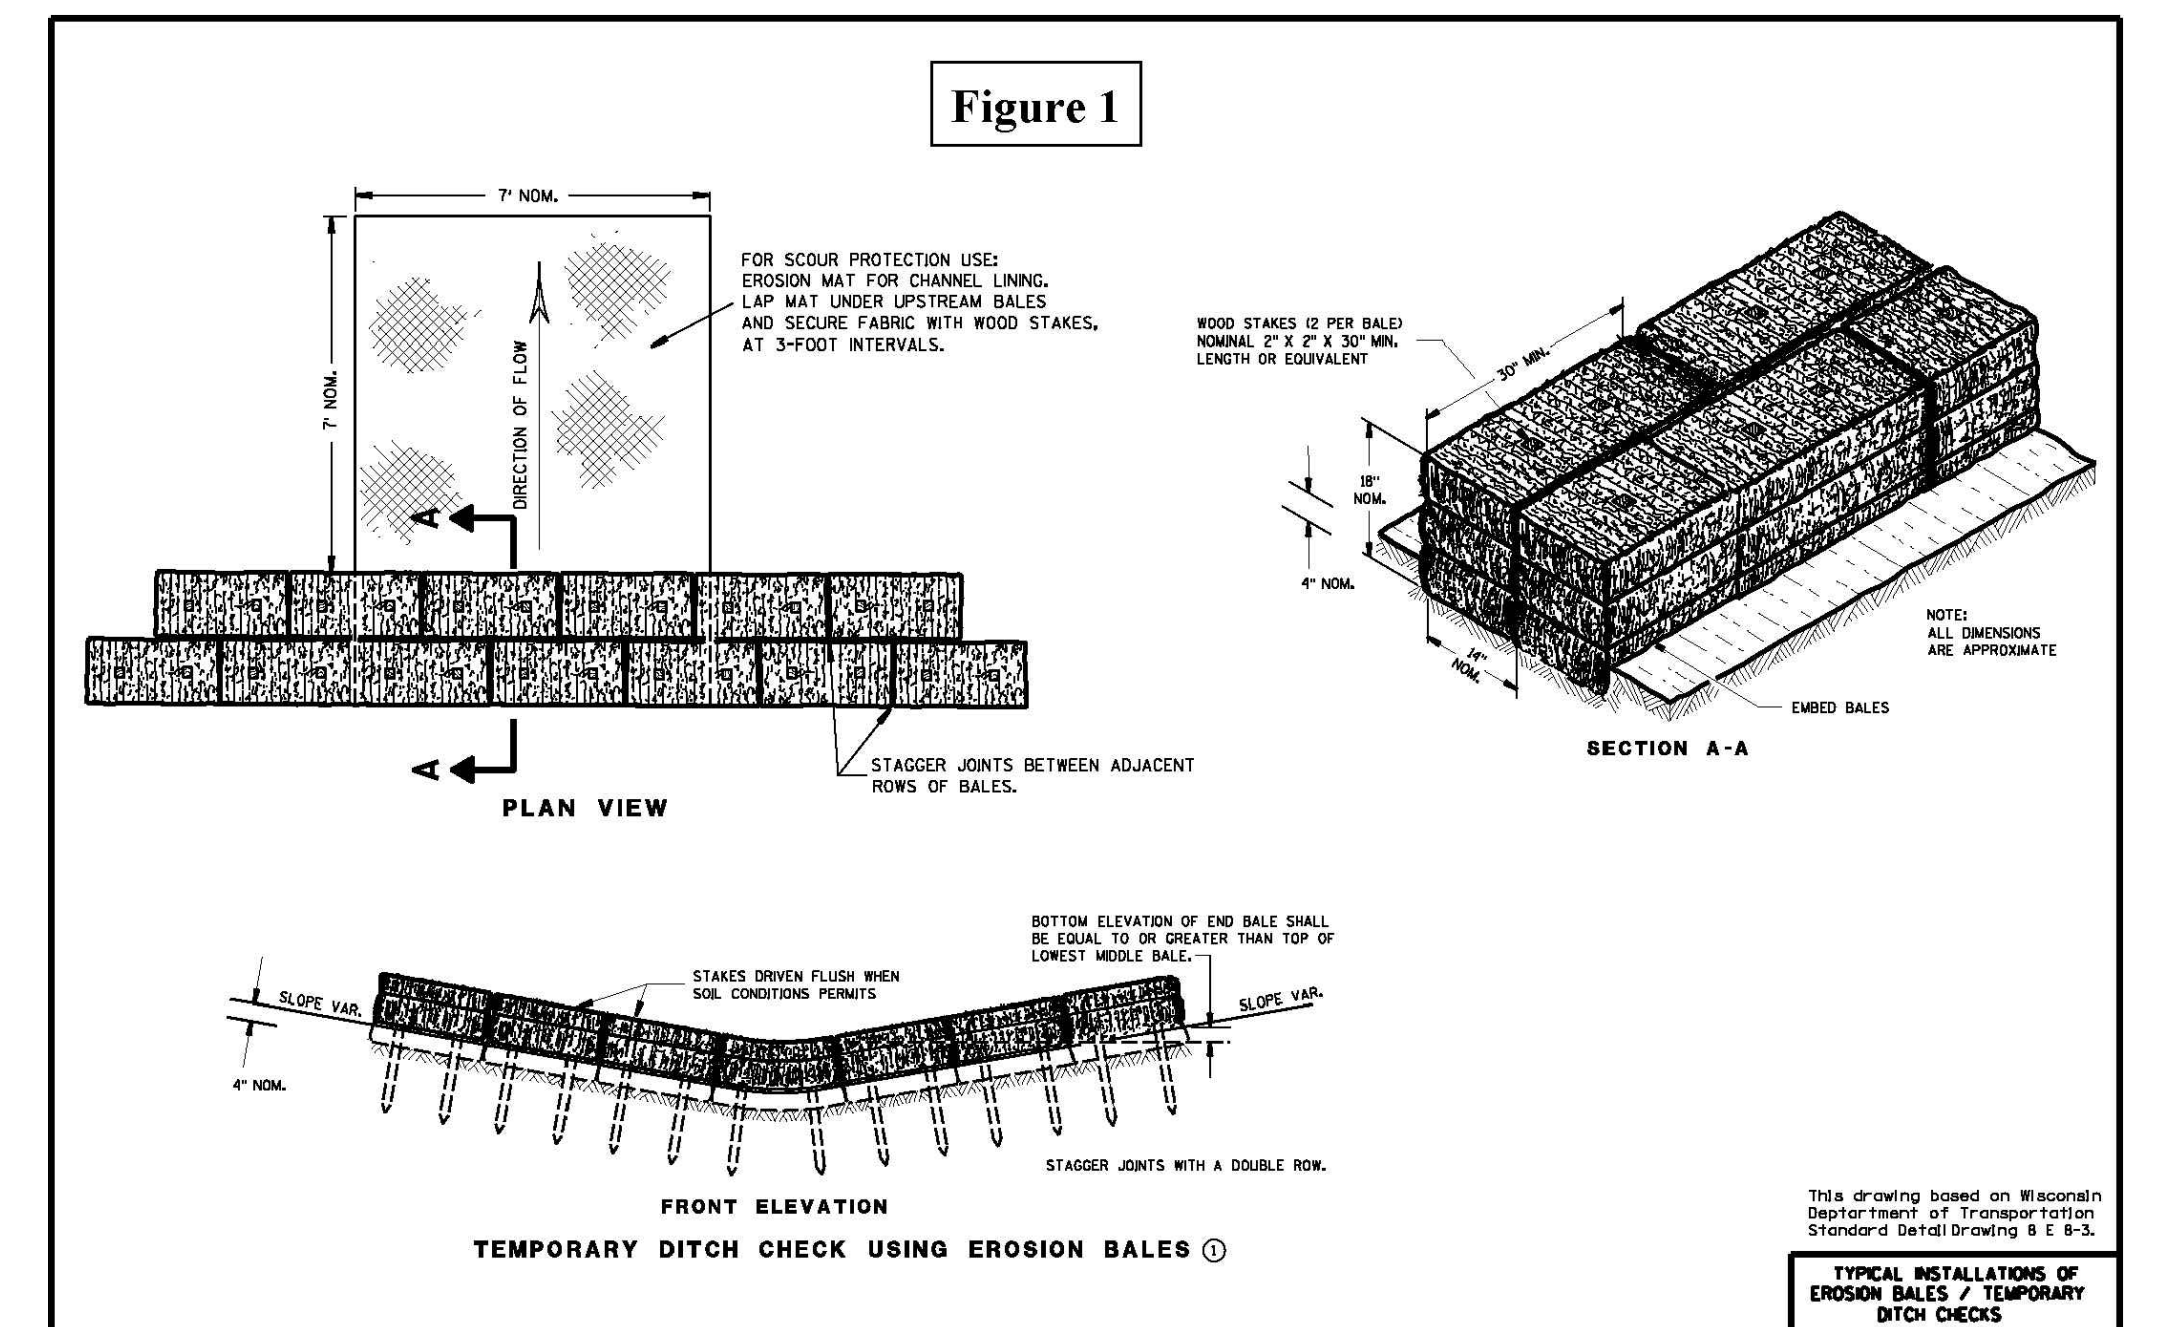 Figure 1
7' NOM.
7' NOM.
DIRECTION OF FLOW
FOR SCOUR PROTECTION USE:
EROSION MAT FOR CHANNEL LINING.
LAP MAT UNDER UPSTREAM BALES
AND SECURE FABRIC WITH WOOD STAKES,
AT 3-FOOT INTERVALS.
A
A
STAGGER JOINTS BETWEEN ADJACENT
ROWS OF BALES.
PLAN VIEW
WOOD STAKES (2 PER BALE)
NOMINAL 2" X 2" X 30" MIN.
LENGTH OR EQUIVALENT
30" MIN.
18"
NOM.
4" NOM.
14"
NOM.
NOTE:
ALL DIMENSIONS
ARE APPROXIMATE
EMBED BALES
SECTION A-A
BOTTOM ELEVATION OF END BALE SHALL
BE EQUAL TO OR GREATER THAN TOP OF
LOWEST MIDDLE BALE.
STAKES DRIVEN FLUSH WHEN
SOIL CONDITIONS PERMITS
SLOPE VAR.
SLOPE VAR.
4" NOM.
STAGGER JOINTS WITH A DOUBLE ROW.
FRONT ELEVATION
TEMPORARY DITCH CHECK USING EROSION BALES ①
This drawing based on Wisconsin
Deptartment of Transportation
Standard Detail Drawing 8 E 8-3.
TYPICAL INSTALLATIONS OF
EROSION BALES / TEMPORARY
DITCH CHECKS